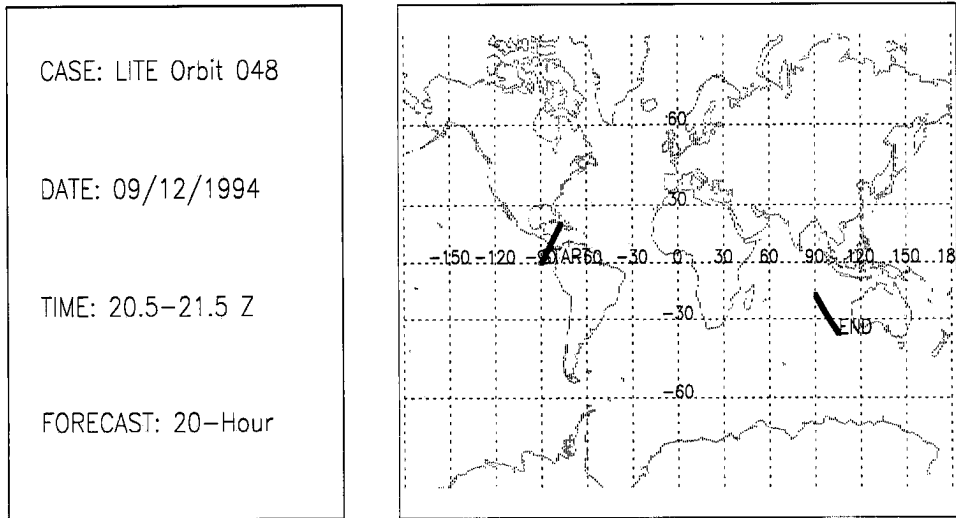 CASE: LITE Orbit 048
DATE: 09/12/1994
TIME: 20.5-21.5 Z
FORECAST: 20-Hour
60
30
-150 -120 -90 START -60 -30 0 30 60 90 120 150 18
-30
END
-60